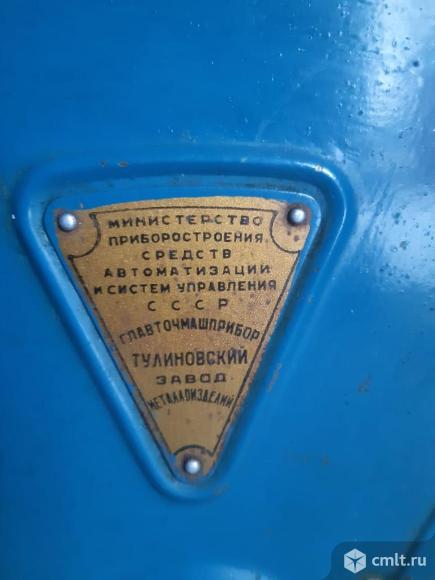 МИНИСТЕРСТВО
ПРИБОРОСТРОЕНИЯ,
СРЕДСТВ
АВТОМАТИЗАЦИИ
И СИСТЕМ УПРАВЛЕНИЯ
СССР
ГЛАВТОЧМАШПРИБОР
ТУЛИНОВСКИЙ
ЗАВОД
МЕТАЛЛОИЗДЕЛИЙ
cmlt.ru